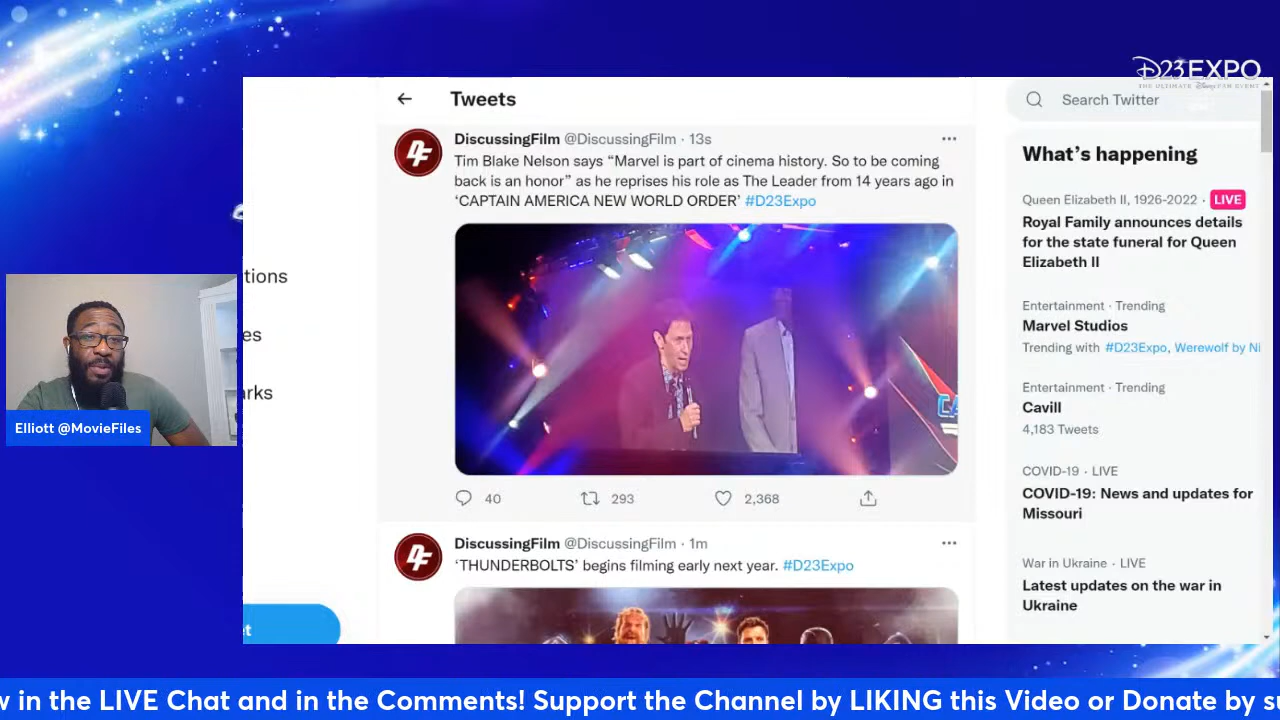 D23EXPO
THE ULTIMATE Disney FAN EVENT
Tweets
Search Twitter
DiscussingFilm @DiscussingFilm · 13s
Tim Blake Nelson says “Marvel is part of cinema history. So to be coming
back is an honor” as he reprises his role as The Leader from 14 years ago in
‘CAPTAIN AMERICA NEW WORLD ORDER’ #D23Expo
40 293 2,368
DiscussingFilm @DiscussingFilm · 1m
‘THUNDERBOLTS’ begins filming early next year. #D23Expo
What’s happening
Queen Elizabeth II, 1926-2022 · LIVE
Royal Family announces details
for the state funeral for Queen
Elizabeth II
Entertainment · Trending
Marvel Studios
Trending with #D23Expo, Werewolf by Ni
Entertainment · Trending
Cavill
4,183 Tweets
COVID-19 · LIVE
COVID-19: News and updates for
Missouri
War in Ukraine · LIVE
Latest updates on the war in
Ukraine
tions
es
arks
et
Elliott @MovieFiles
w in the LIVE Chat and in the Comments! Support the Channel by LIKING this Video or Donate by s